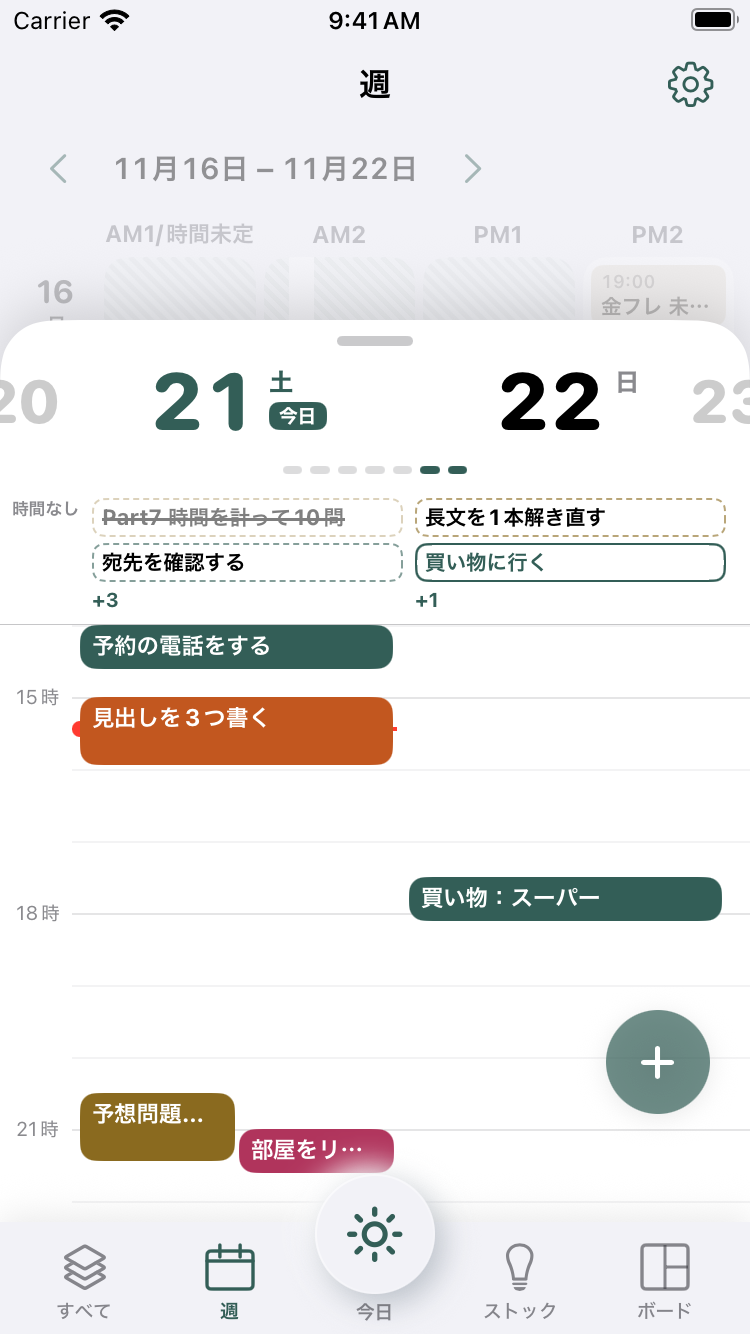 Carrier 9:41 AM
週
11月16日 – 11月22日
AM1/時間未定 AM2 PM1 PM2
16
19:00
金フレ 未…
20 21 土 今日 22 日 23
時間なし
Part7 時間を計って10問
長文を1本解き直す
宛先を確認する
買い物に行く
+3 +1
予約の電話をする
15時
見出しを3つ書く
買い物：スーパー
18時
予想問題…
21時
部屋をリ…
すべて 週 今日 ストック ボード